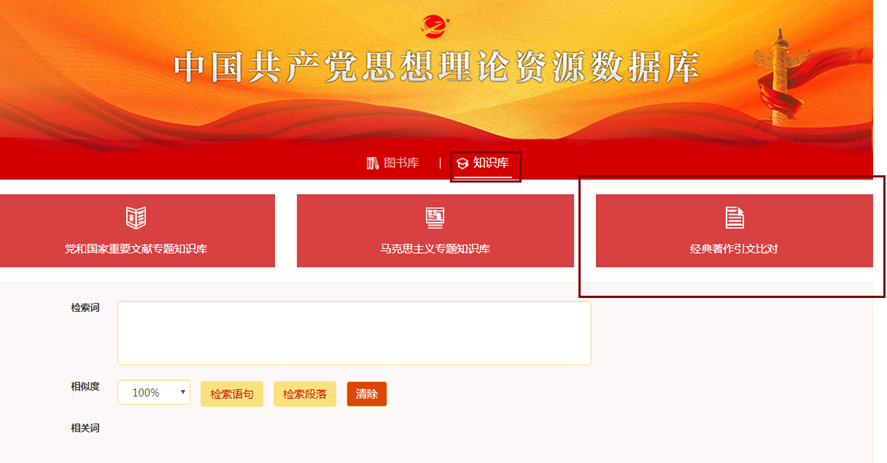 中国共产党思想理论资源数据库
图书库 | 知识库
党和国家重要文献专题知识库
马克思主义专题知识库
经典著作引文比对
检索词
相似度 100% 检索语句 检索段落 清除
相关词